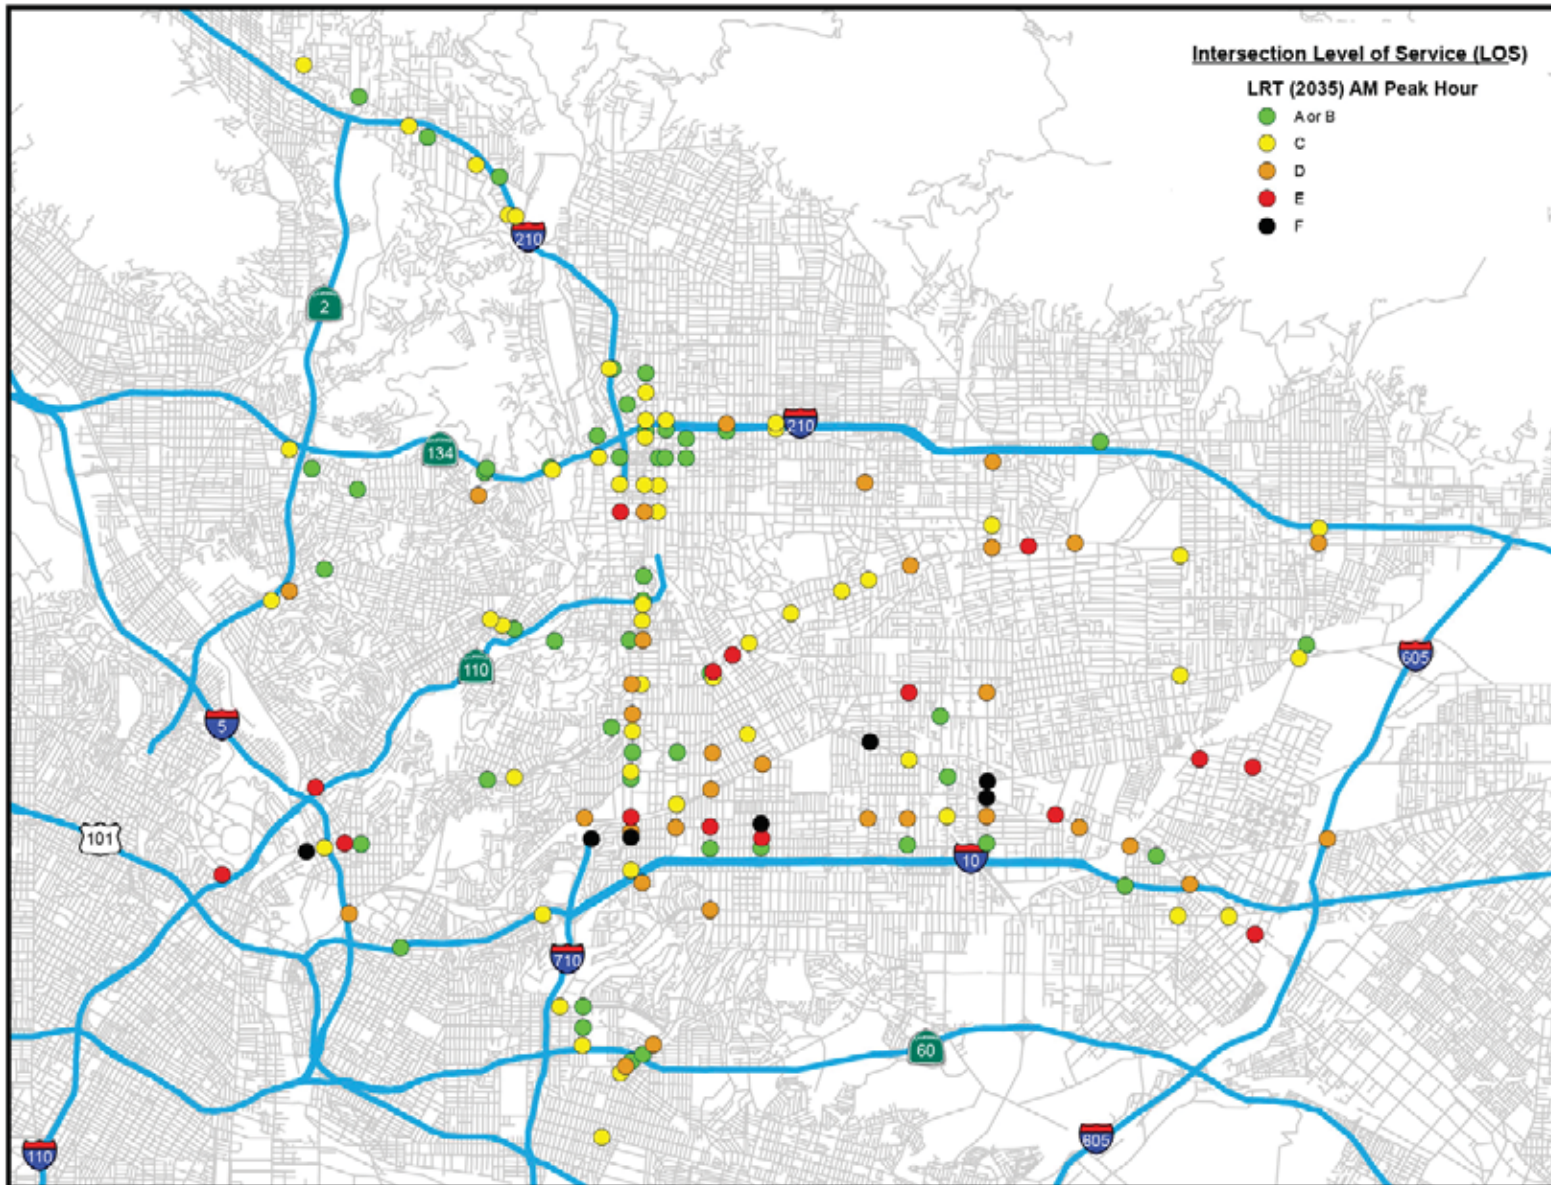 Intersection Level of Service (LOS)
LRT (2035) AM Peak Hour
A or B
C
D
E
F
210
2
134
210
110
5
605
101
10
710
60
110
605